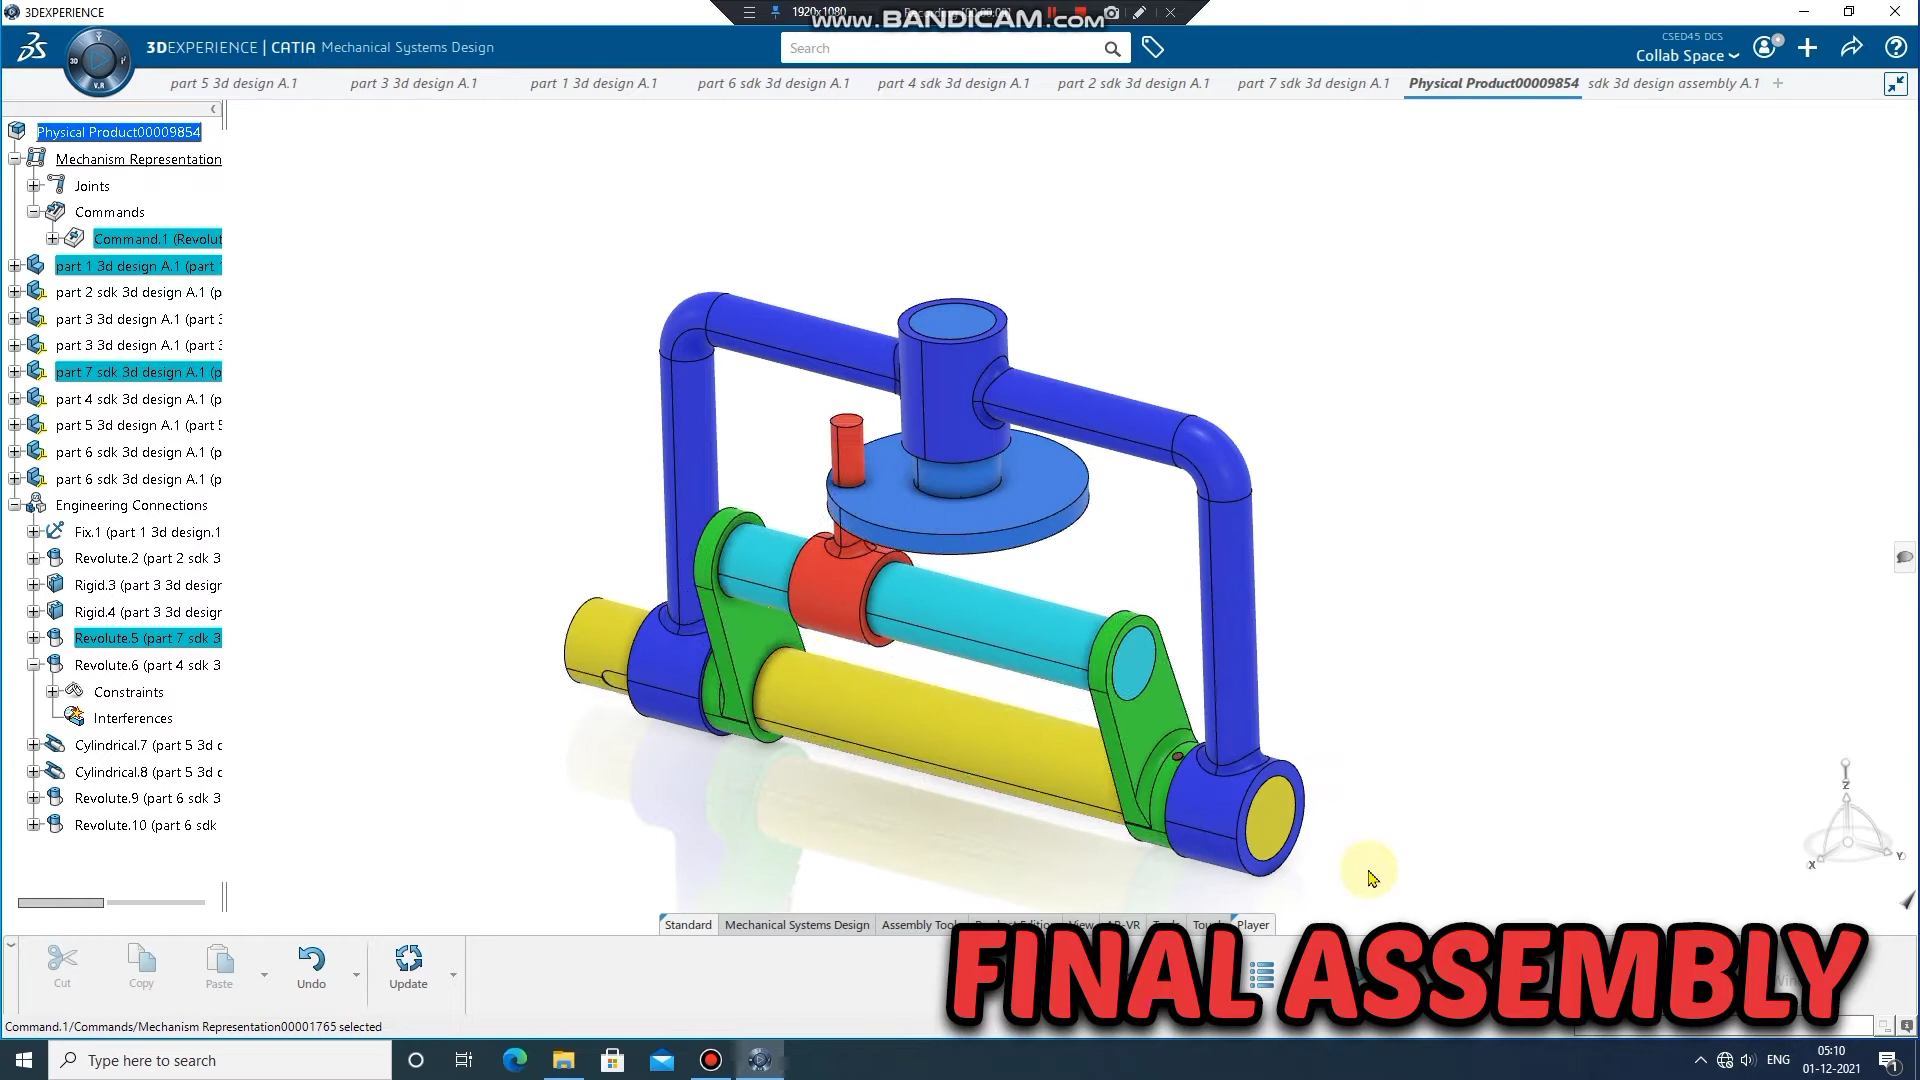 3DEXPERIENCE
1920x1080
www.BANDICAM.com
3DEXPERIENCE | CATIA Mechanical Systems Design
Search
CSED45 DCS
Collab Space
3D
V.R
part 5 3d design A.1
part 3 3d design A.1
part 1 3d design A.1
part 6 sdk 3d design A.1
part 4 sdk 3d design A.1
part 2 sdk 3d design A.1
part 7 sdk 3d design A.1
Physical Product00009854
sdk 3d design assembly A.1
Physical Product00009854
Mechanism Representation
Joints
Commands
Command.1 (Revolut
part 1 3d design A.1 (part
part 2 sdk 3d design A.1 (p
part 3 3d design A.1 (part 3
part 3 3d design A.1 (part 3
part 7 sdk 3d design A.1 (p
part 4 sdk 3d design A.1 (p
part 5 3d design A.1 (part 5
part 6 sdk 3d design A.1 (p
part 6 sdk 3d design A.1 (p
Engineering Connections
Fix.1 (part 1 3d design.1
Revolute.2 (part 2 sdk 3
Rigid.3 (part 3 3d design
Rigid.4 (part 3 3d design
Revolute.5 (part 7 sdk 3
Revolute.6 (part 4 sdk 3
Constraints
Interferences
Cylindrical.7 (part 5 3d d
Cylindrical.8 (part 5 3d d
Revolute.9 (part 6 sdk 3
Revolute.10 (part 6 sdk
Z
X
Y
Standard
Mechanical Systems Design
Assembly Tools
View
AR-VR
Touch
Player
Cut
Copy
Paste
Undo
Update
FINAL ASSEMBLY
Command.1/Commands/Mechanism Representation00001765 selected
Type here to search
ENG
05:10
01-12-2021